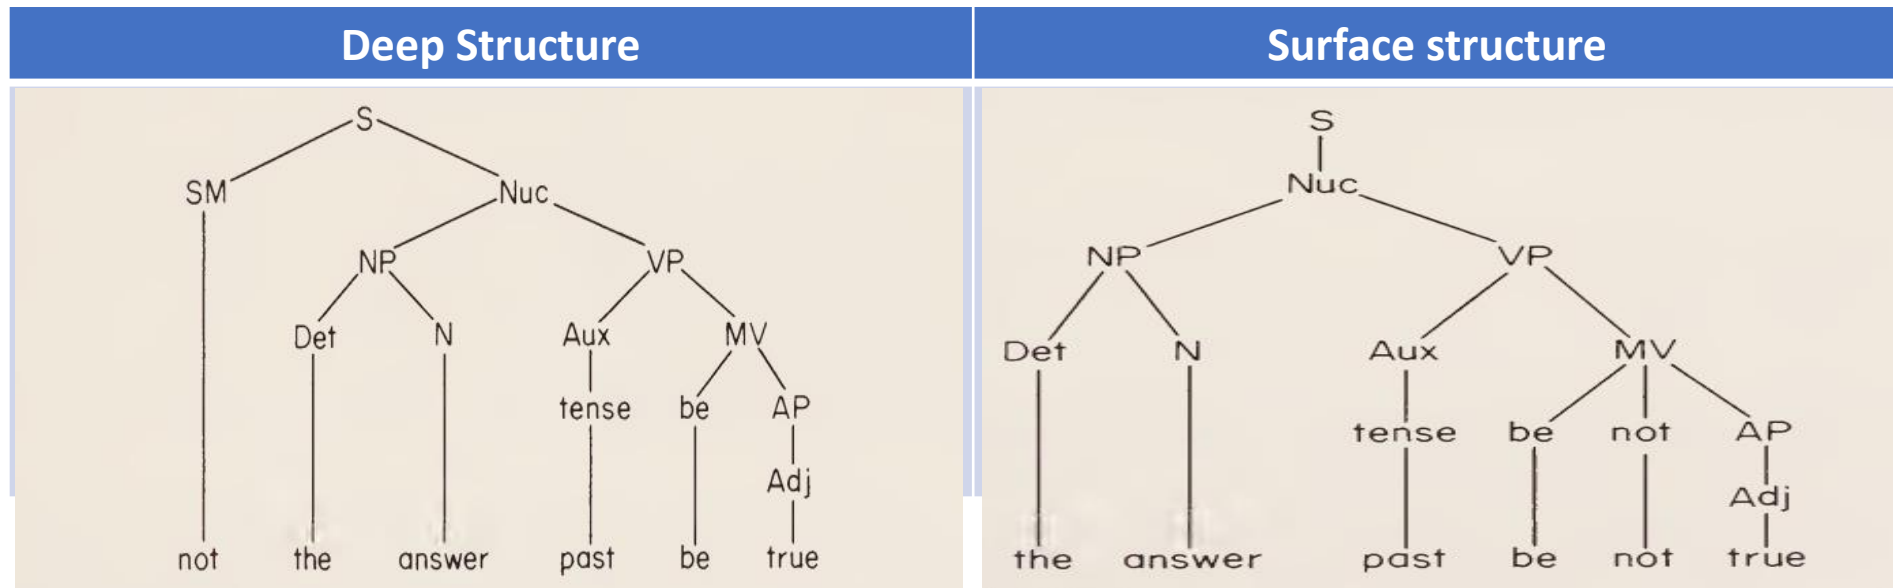 Deep Structure
Surface structure
S
SM Nuc
NP VP
Det N Aux MV
tense be AP
Adj
not the answer past be true
S
Nuc
NP VP
Det N Aux MV
tense be not AP
Adj
the answer past be not true